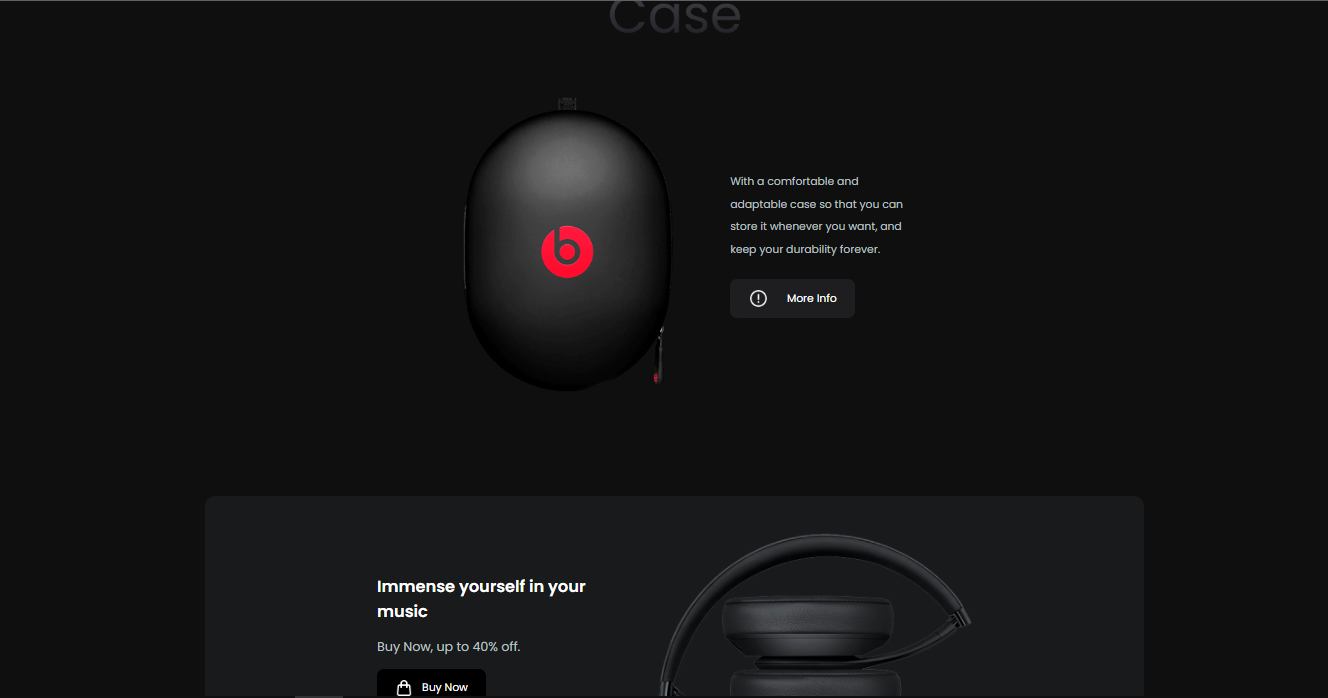 Case
With a comfortable and
adaptable case so that you can
store it whenever you want, and
keep your durability forever.
More Info
Immense yourself in your
music
Buy Now, up to 40% off.
Buy Now